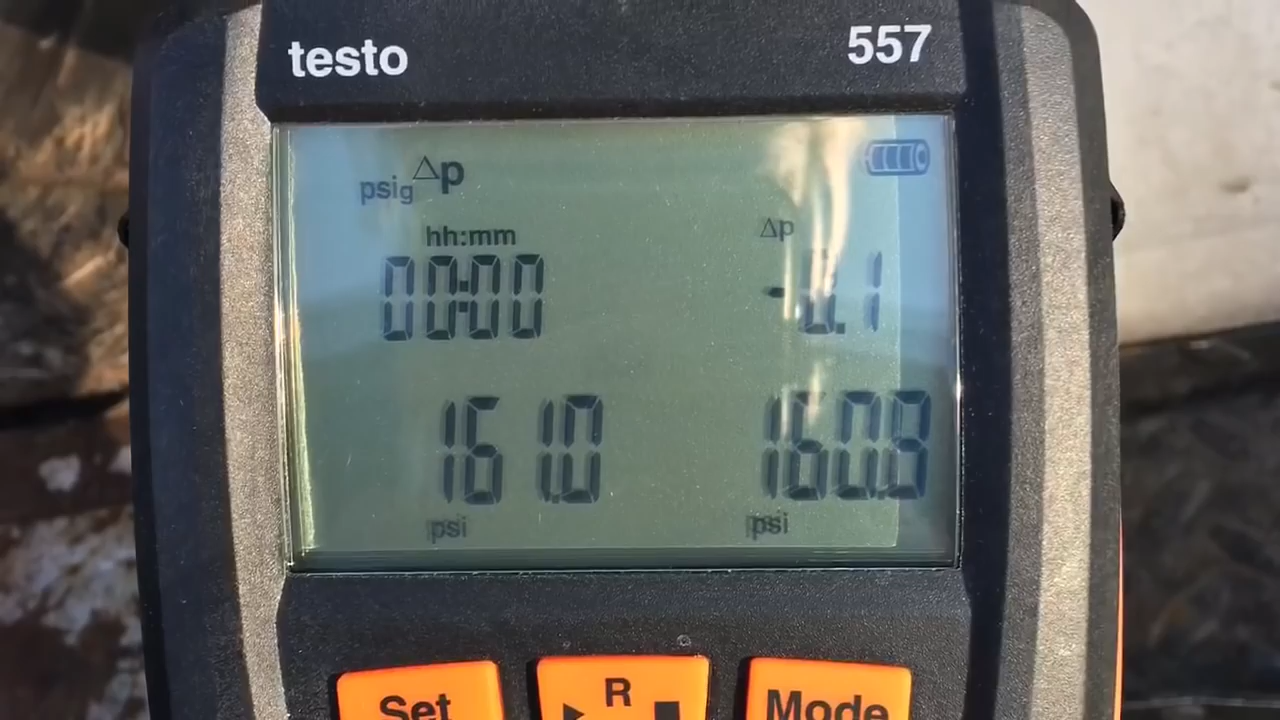 testo 557
psig Δp
hh:mm Δp
00:00 -0.1
161.0 160.8
psi psi
R
Set Mode